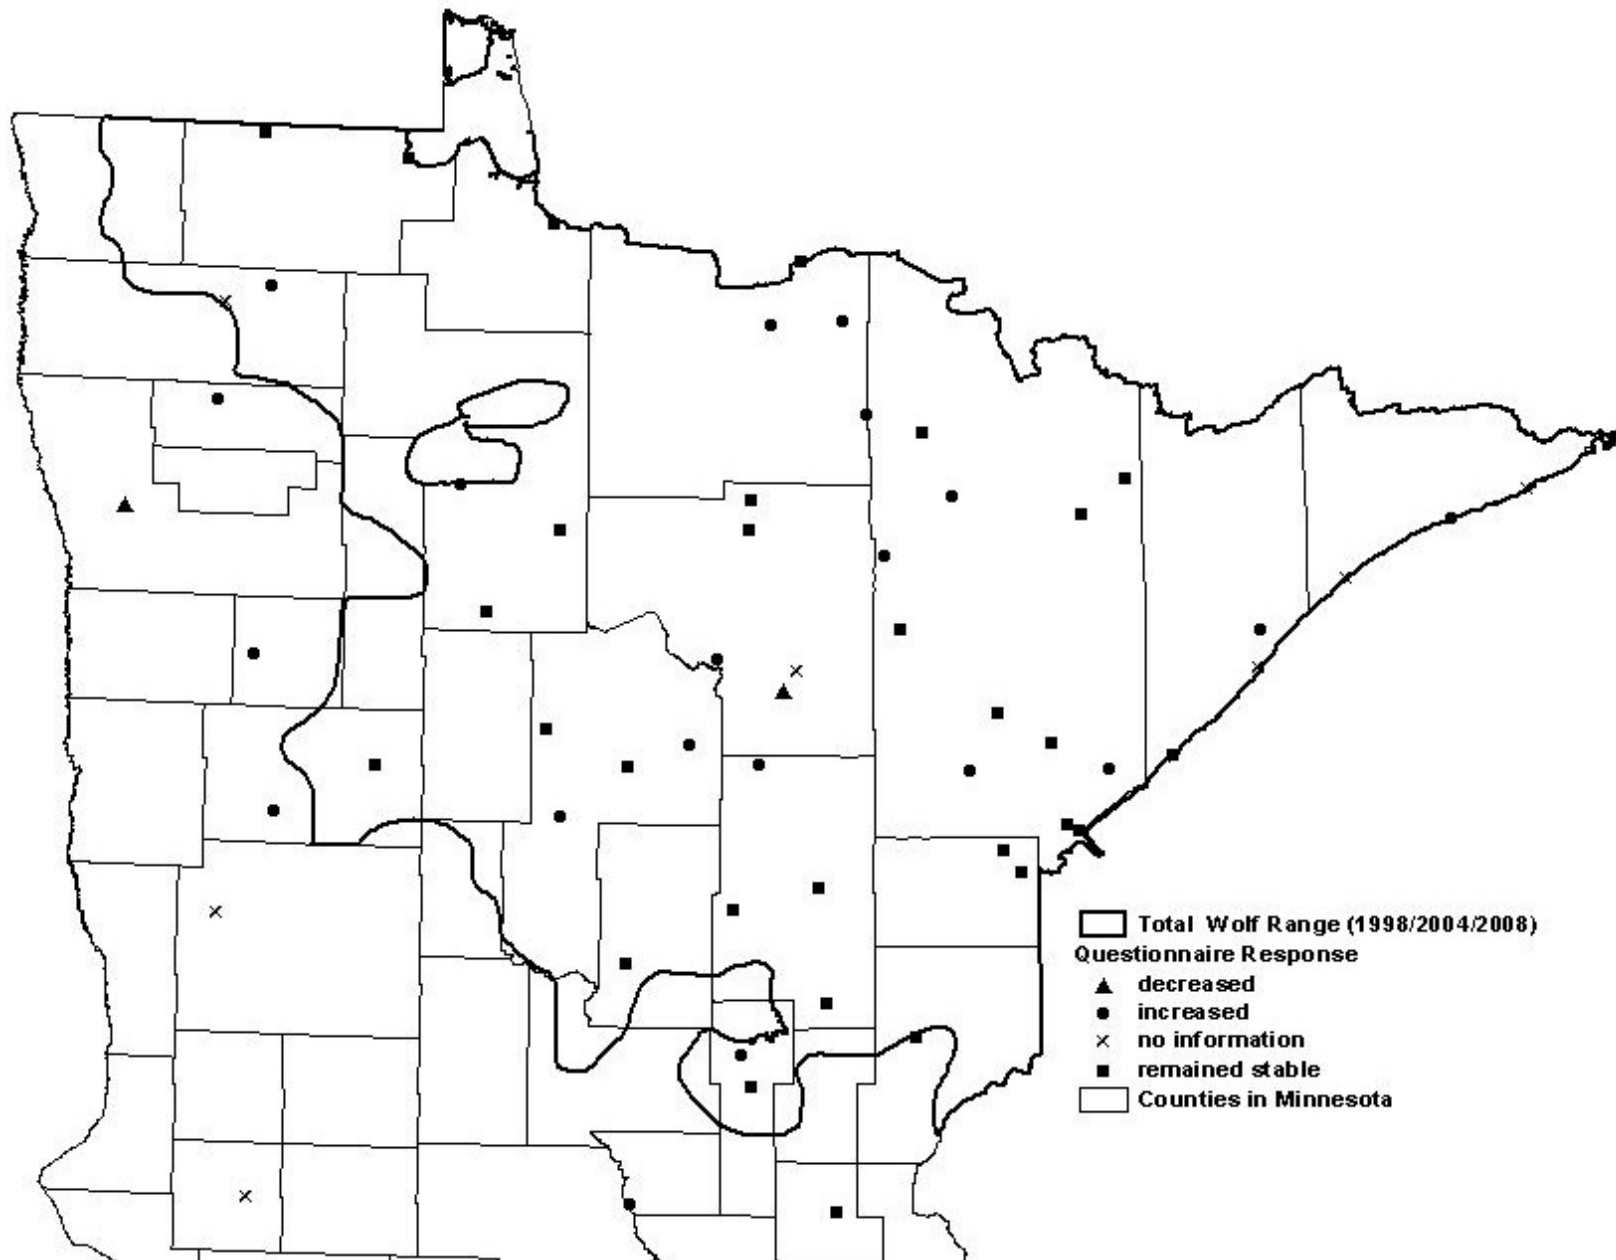 Total Wolf Range (1998/2004/2008)
Questionnaire Response
decreased
increased
no information
remained stable
Counties in Minnesota